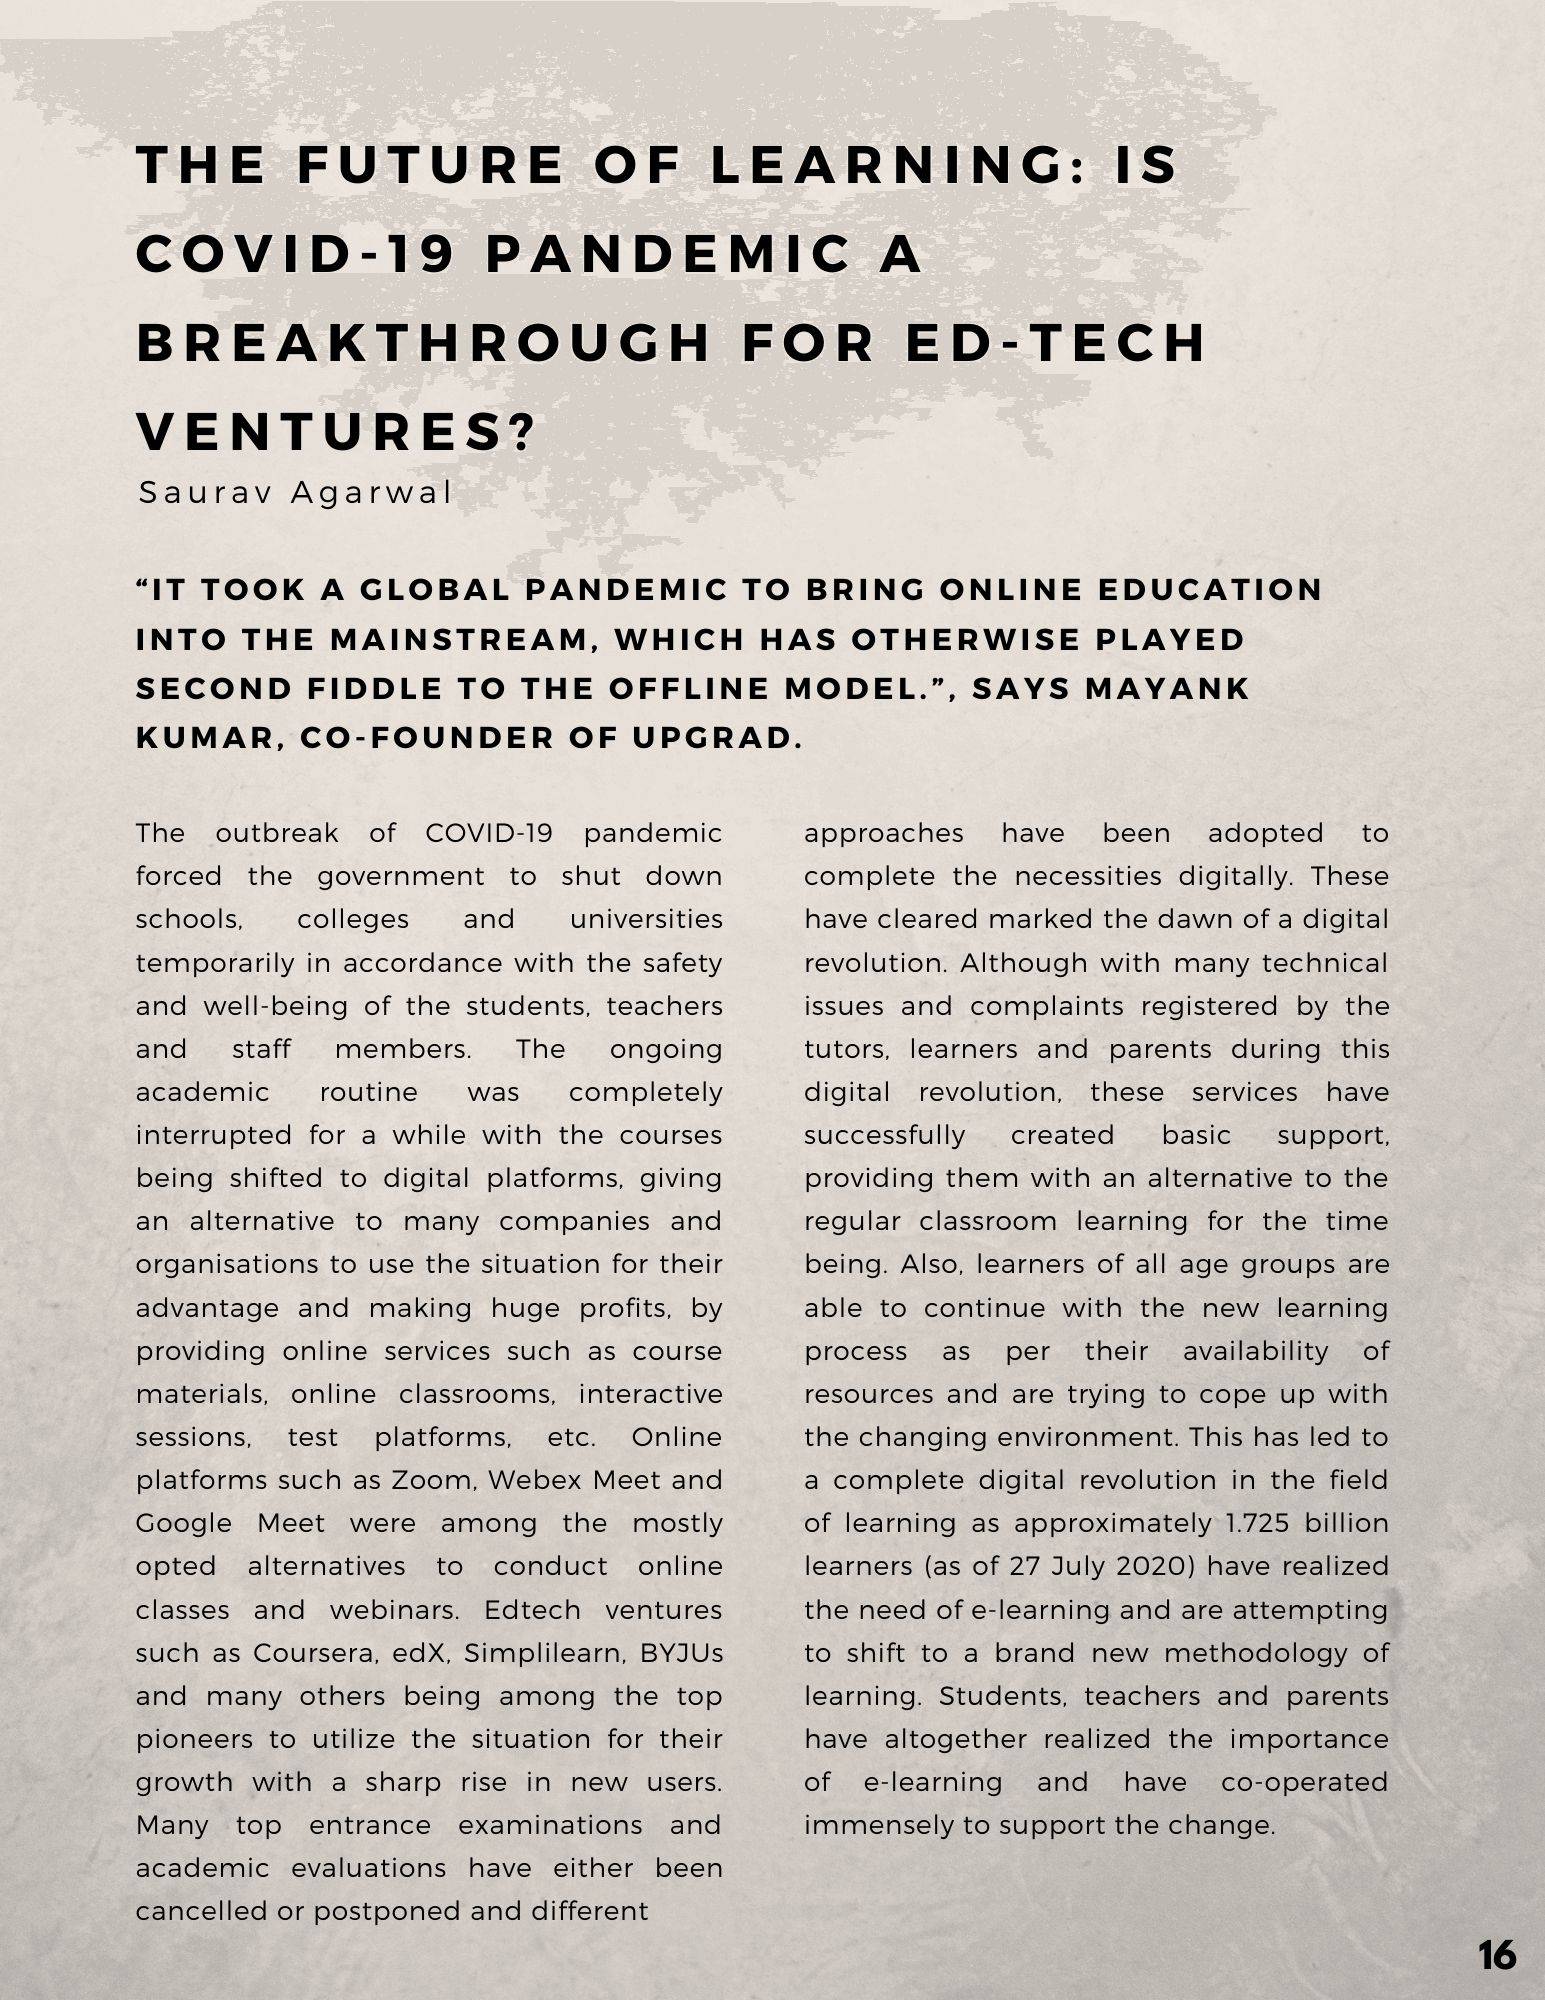 THE FUTURE OF LEARNING: IS
COVID-19 PANDEMIC A
BREAKTHROUGH FOR ED-TECH
VENTURES?
Saurav Agarwal
“IT TOOK A GLOBAL PANDEMIC TO BRING ONLINE EDUCATION
INTO THE MAINSTREAM, WHICH HAS OTHERWISE PLAYED
SECOND FIDDLE TO THE OFFLINE MODEL.”, SAYS MAYANK
KUMAR, CO-FOUNDER OF UPGRAD.
The outbreak of COVID-19 pandemic
forced the government to shut down
schools, colleges and universities
temporarily in accordance with the safety
and well-being of the students, teachers
and staff members. The ongoing
academic routine was completely
interrupted for a while with the courses
being shifted to digital platforms, giving
an alternative to many companies and
organisations to use the situation for their
advantage and making huge profits, by
providing online services such as course
materials, online classrooms, interactive
sessions, test platforms, etc. Online
platforms such as Zoom, Webex Meet and
Google Meet were among the mostly
opted alternatives to conduct online
classes and webinars. Edtech ventures
such as Coursera, edX, Simplilearn, BYJUs
and many others being among the top
pioneers to utilize the situation for their
growth with a sharp rise in new users.
Many top entrance examinations and
academic evaluations have either been
cancelled or postponed and different
approaches have been adopted to
complete the necessities digitally. These
have cleared marked the dawn of a digital
revolution. Although with many technical
issues and complaints registered by the
tutors, learners and parents during this
digital revolution, these services have
successfully created basic support,
providing them with an alternative to the
regular classroom learning for the time
being. Also, learners of all age groups are
able to continue with the new learning
process as per their availability of
resources and are trying to cope up with
the changing environment. This has led to
a complete digital revolution in the field
of learning as approximately 1.725 billion
learners (as of 27 July 2020) have realized
the need of e-learning and are attempting
to shift to a brand new methodology of
learning. Students, teachers and parents
have altogether realized the importance
of e-learning and have co-operated
immensely to support the change.
16